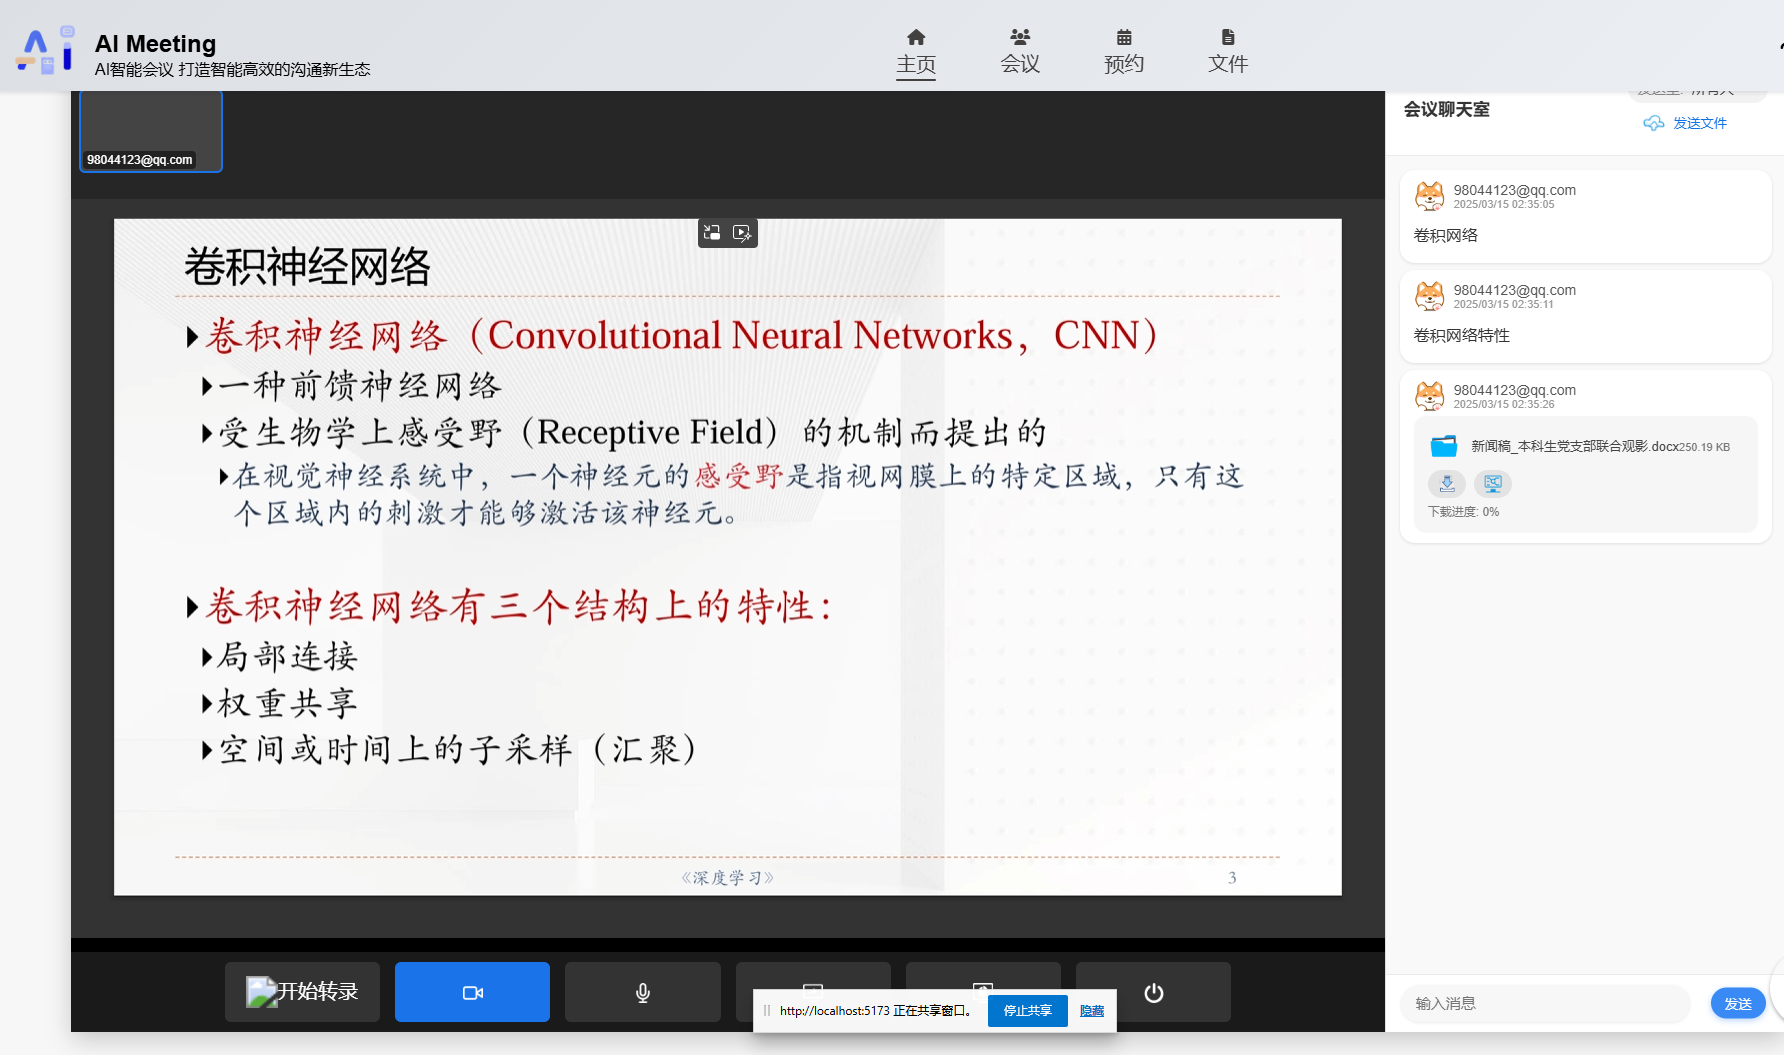 AI Meeting
AI智能会议 打造智能高效的沟通新生态
主页
会议
预约
文件
98044123@qq.com
卷积神经网络
卷积神经网络（Convolutional Neural Networks，CNN）
一种前馈神经网络
受生物学上感受野（Receptive Field）的机制而提出的
在视觉神经系统中，一个神经元的感受野是指视网膜上的特定区域，只有这
个区域内的刺激才能够激活该神经元。
卷积神经网络有三个结构上的特性：
局部连接
权重共享
空间或时间上的子采样（汇聚）
《深度学习》
3
开始转录
http://localhost:5173 正在共享窗口。
停止共享
隐藏
会议聊天室
发送至: 所有人
发送文件
98044123@qq.com
2025/03/15 02:35:05
卷积网络
98044123@qq.com
2025/03/15 02:35:11
卷积网络特性
98044123@qq.com
2025/03/15 02:35:26
新闻稿_本科生党支部联合观影.docx250.19 KB
下载进度: 0%
输入消息
发送